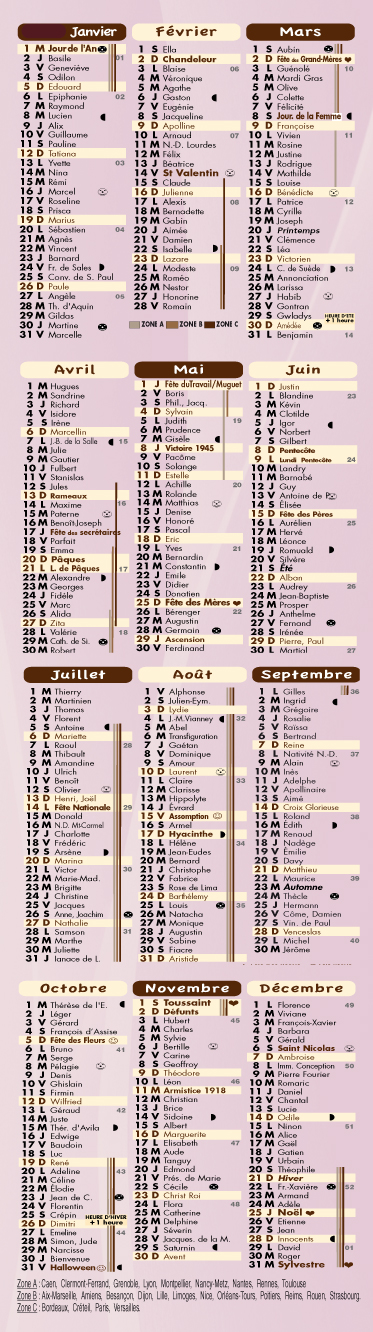 Janvier
1 M Jour de l'An
2 J Basile 01
3 V Geneviève
4 S Odilon
5 D Edouard
6 L Epiphanie 02
7 M Raymond
8 M Lucien
9 J Alix
10 V Guillaume
11 S Pauline
12 D Tatiana
13 L Yvette 03
14 M Nina
15 M Rémi
16 J Marcel
17 V Roseline
18 S Prisca
19 D Marius
20 L Sébastien 04
21 M Agnès
22 M Vincent
23 J Barnard
24 V Fr. de Sales
25 S Conv. de S. Paul
26 D Paule
27 L Angèle 05
28 M Th. d'Aquin
29 M Gildas
30 J Martine
31 V Marcelle
Février
1 S Ella
2 D Chandeleur
3 L Blaise 06
4 M Véronique
5 M Agathe
6 J Gaston
7 V Eugénie
8 S Jacqueline
9 D Apolline
10 L Arnaud 07
11 M N.-D. Lourdes
12 M Félix
13 J Béatrice
14 V St Valentin
15 S Claude
16 D Julienne
17 L Alexis 08
18 M Bernadette
19 M Gabin
20 J Aimée
21 V Damien
22 S Isabelle
23 D Lazare
24 L Modeste 09
25 M Roméo
26 M Nestor
27 J Honorine
28 V Romain
ZONE A ZONE B ZONE C
Mars
1 S Aubin
2 D Fête des Grand-Mères
3 L Guénolé 10
4 M Mardi Gras
5 M Olive
6 J Colette
7 V Félicité
8 S Jour. de la Femme
9 D Françoise
10 L Vivien 11
11 M Rosine
12 M Justine
13 J Rodrigue
14 V Mathilde
15 S Louise
16 D Bénédicte
17 L Patrice 12
18 M Cyrille
19 M Joseph
20 J Printemps
21 V Clémence
22 S Léa
23 D Victorien
24 L C. de Suède 13
25 M Annonciation
26 M Larissa
27 J Habib
28 V Gontran
29 S Gwladys HEURE D'ETE
30 D Amédée +1 heure
31 L Benjamin 14
Avril
1 M Hugues
2 M Sandrine
3 J Richard
4 V Isidore
5 S Irène
6 D Marcellin
7 L J.-B. de la Salle 15
8 M Julie
9 M Gautier
10 J Fulbert
11 V Stanislas
12 S Jules
13 D Rameaux
14 L Maxime 16
15 M Paterne
16 M Benoît-Joseph
17 J Fête des secrétaires
18 V Parfait
19 S Emma
20 D Pâques
21 L L. de Pâques 17
22 M Alexandre
23 M Georges
24 J Fidèle
25 V Marc
26 S Alida
27 D Zita
28 L Valérie 18
29 M Cath. de Si.
30 M Robert
Mai
1 J Fête du Travail/Muguet
2 V Boris
3 S Phil., Jacq.
4 D Sylvain
5 L Judith 19
6 M Prudence
7 M Gisèle
8 J Victoire 1945
9 V Pacôme
10 S Solange
11 D Estelle
12 L Achille 20
13 M Rolande
14 M Matthias
15 J Denise
16 V Honoré
17 S Pascal
18 D Eric
19 L Yves 21
20 M Bernardin
21 M Constantin
22 J Emile
23 V Didier
24 S Donatien
25 D Fête des Mères
26 L Bérenger 22
27 M Augustin
28 M Germain
29 J Ascension
30 V Ferdinand
Juin
1 D Justin
2 L Blandine 23
3 M Kévin
4 M Clotilde
5 J Igor
6 V Norbert
7 S Gilbert
8 D Pentecôte
9 L Lundi Pentecôte 24
10 M Landry
11 M Barnabé
12 J Guy
13 V Antoine de P.
14 S Élisée
15 D Fête des Pères
16 L Aurélien 25
17 M Hervé
18 M Léonce
19 J Romuald
20 V Silvère
21 S Été
22 D Alban
23 L Audrey 26
24 M Jean-Baptiste
25 M Prosper
26 J Anthelme
27 V Fernand
28 S Irénée
29 D Pierre, Paul
30 L Martial 27
Juillet
1 M Thierry
2 M Martinien
3 J Thomas
4 V Florent
5 S Antoine
6 D Mariette
7 L Raoul 28
8 M Thibault
9 M Amandine
10 J Ulrich
11 V Benoît
12 S Olivier
13 D Henri, Joël
14 L Fête Nationale 29
15 M Donald
16 M N.D. Mt-Carmel
17 J Charlotte
18 V Frédéric
19 S Arsène
20 D Marina
21 L Victor 30
22 M Marie-Mad.
23 M Brigitte
24 J Christine
25 V Jacques
26 S Anne, Joachim
27 D Nathalie
28 L Samson 31
29 M Marthe
30 M Juliette
31 J Ignace de L.
Août
1 V Alphonse
2 S Julien-Eym.
3 D Lydie
4 L J.-M.Vianney 32
5 M Abel
6 M Transfiguration
7 J Gaétan
8 V Dominique
9 S Amour
10 D Laurent
11 L Claire 33
12 M Clarisse
13 M Hippolyte
14 J Évrard
15 V Assomption
16 S Armel
17 D Hyacinthe
18 L Hélène 34
19 M Jean-Eudes
20 M Bernard
21 J Christophe
22 V Fabrice
23 S Rose de Lima
24 D Barthélemy
25 L Louis 35
26 M Natacha
27 M Monique
28 J Augustin
29 V Sabine
30 S Fiacre
31 D Aristide
Septembre
1 L Gilles 36
2 M Ingrid
3 M Grégoire
4 J Rosalie
5 V Raïssa
6 S Bertrand
7 D Reine
8 L Nativité N.-D. 37
9 M Alain
10 M Inès
11 J Adelphe
12 V Apollinaire
13 S Aimé
14 D Croix Glorieuse
15 L Roland 38
16 M Édith
17 M Renaud
18 J Nadège
19 V Émilie
20 S Davy
21 D Matthieu
22 L Maurice 39
23 M Automne
24 M Thècle
25 J Hermann
26 V Côme, Damien
27 S Vin. de Paul
28 D Venceslas
29 L Michel 40
30 M Jérôme
Octobre
1 M Thérèse de l'E.
2 J Léger
3 V Gérard
4 S François d'Assise
5 D Fête des Fleurs
6 L Bruno 41
7 M Serge
8 M Pélagie
9 J Denis
10 V Ghislain
11 S Firmin
12 D Wilfried
13 L Géraud 42
14 M Juste
15 M Thér. d'Avila
16 J Edwige
17 V Baudoin
18 S Luc
19 D René
20 L Adeline 43
21 M Céline
22 M Élodie
23 J Jean de C.
24 V Florentin
25 S Crépin HEURE D'HIVER
26 D Dimitri +1 heure
27 L Emeline 44
28 M Simon, Jude
29 M Narcisse
30 J Bienvenue
31 V Halloween
Novembre
1 S Toussaint
2 D Défunts
3 L Hubert 45
4 M Charles
5 M Sylvie
6 J Bertille
7 V Carine
8 S Geoffroy
9 D Théodore
10 L Léon 46
11 M Armistice 1918
12 M Christian
13 J Brice
14 V Sidoine
15 S Albert
16 D Marguerite
17 L Elisabeth 47
18 M Aude
19 M Tanguy
20 J Edmond
21 V Prés. de Marie
22 S Cécile
23 D Christ Roi
24 L Flora 48
25 M Catherine
26 M Delphine
27 J Séverin
28 V Jacques. de la M.
29 S Saturnin
30 D Avent
Décembre
1 L Florence 49
2 M Viviane
3 M François-Xavier
4 J Barbara
5 V Gérald
6 S Saint Nicolas
7 D Ambroise
8 L Imm. Conception 50
9 M Pierre Fourier
10 M Romaric
11 J Daniel
12 V Chantal
13 S Lucie
14 D Odile
15 L Ninon 51
16 M Alice
17 M Gaël
18 J Gatien
19 V Urbain
20 S Théophile
21 D Hiver
22 L Fr.-Xavière 52
23 M Armand
24 M Adèle
25 J Noël
26 V Etienne
27 S Jean
28 D Innocents
29 L David 01
30 M Roger
31 M Sylvestre
Zone A : Caen, Clermont-Ferrand, Grenoble, Lyon, Montpellier, Nancy-Metz, Nantes, Rennes, Toulouse
Zone B : Aix-Marseille, Amiens, Besançon, Dijon, Lille, Limoges, Nice, Orléans-Tours, Poitiers, Reims, Rouen, Strasbourg.
Zone C : Bordeaux, Créteil, Paris, Versailles.